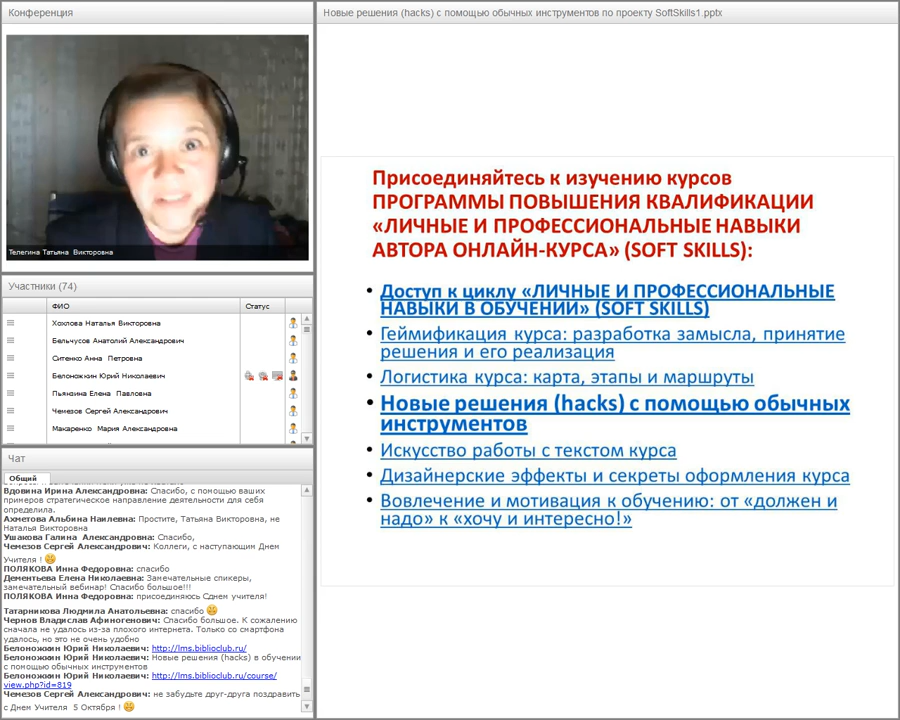 Конференция
Телегина Татьяна Викторовна
Участники (74)
ФИО Статус
Хохлова Наталья Викторовна
Бельчусов Анатолий Александрович
Ситенко Анна Петровна
Белоножкин Юрий Николаевич
Пьянзина Елена Павловна
Чемезов Сергей Александрович
Макаренко Мария Александровна
Чат
Общий
Вдовина Ирина Александровна: Спасибо, с помощью ваших
примеров стратегическое направление деятельности для себя
определила.
Ахметова Альбина Наилевна: Простите, Татьяна Викторовна, не
Наталья Викторовна
Ушакова Галина Александровна: Спасибо,
Чемезов Сергей Александрович: Коллеги, с наступающим Днем
Учителя !
ПОЛЯКОВА Инна Федоровна: спасибо
Дементьева Елена Николаевна: Замечательные спикеры,
замечательный вебинар! Спасибо большое!!!
ПОЛЯКОВА Инна Федоровна: присоединяюсь Сднем учителя!
Татарникова Людмила Анатольевна: спасибо
Чернов Владислав Афиногенович: Спасибо большое. К сожалению
сначала не удалось из-за плохого интернета. Только со смартфона
удалось, но это не очень удобно
Белоножкин Юрий Николаевич: http://lms.biblioclub.ru/
Белоножкин Юрий Николаевич: Новые решения (hacks) в обучении
с помощью обычных инструментов
Белоножкин Юрий Николаевич: http://lms.biblioclub.ru/course/
view.php?id=819
Чемезов Сергей Александрович: не забудьте друг-друга поздравить
с Днем Учителя 5 Октября !
Новые решения (hacks) с помощью обычных инструментов по проекту SoftSkills1.pptx
Присоединяйтесь к изучению курсов
ПРОГРАММЫ ПОВЫШЕНИЯ КВАЛИФИКАЦИИ
«ЛИЧНЫЕ И ПРОФЕССИОНАЛЬНЫЕ НАВЫКИ
АВТОРА ОНЛАЙН-КУРСА» (SOFT SKILLS):
• Доступ к циклу «ЛИЧНЫЕ И ПРОФЕССИОНАЛЬНЫЕ
НАВЫКИ В ОБУЧЕНИИ» (SOFT SKILLS)
• Геймификация курса: разработка замысла, принятие
решения и его реализация
• Логистика курса: карта, этапы и маршруты
• Новые решения (hacks) с помощью обычных
инструментов
• Искусство работы с текстом курса
• Дизайнерские эффекты и секреты оформления курса
• Вовлечение и мотивация к обучению: от «должен и
надо» к «хочу и интересно!»